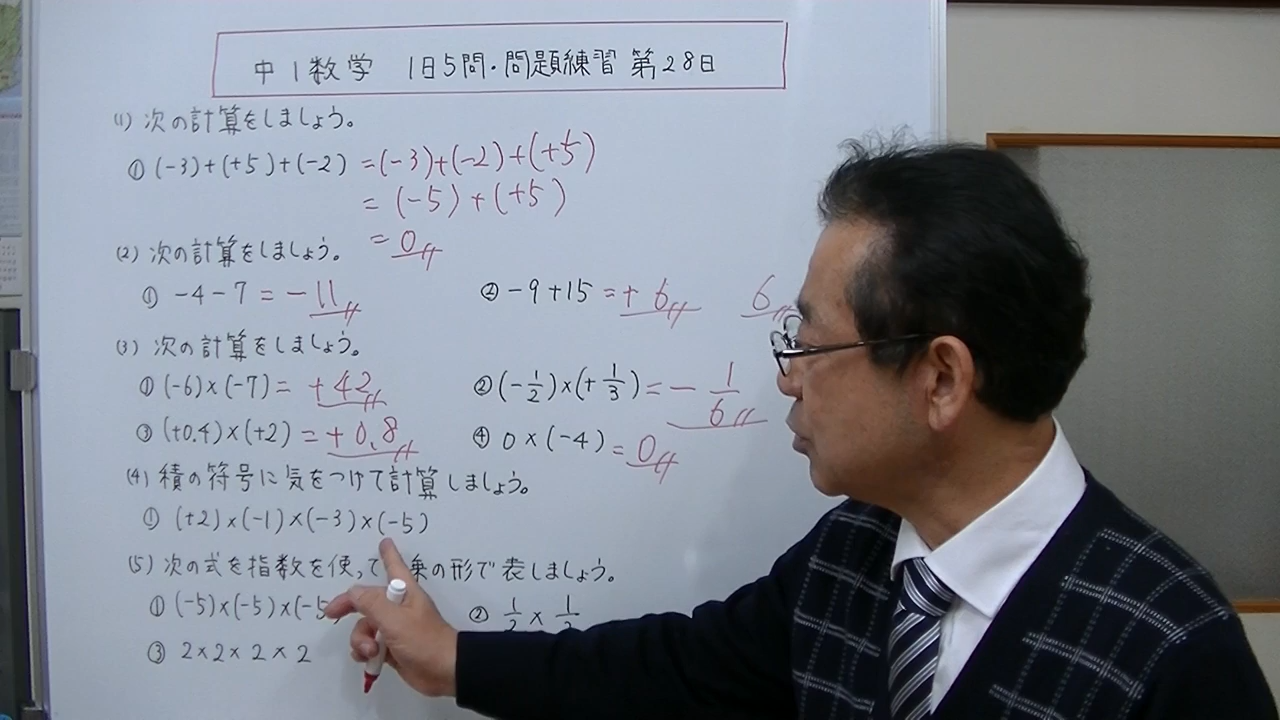 中1数学 1日5問・問題練習 第28日
(1) 次の計算をしましょう。
① (-3)+(+5)+(-2) =(-3)+(-2)+(+5)
= (-5)+(+5)
= 0
(2) 次の計算をしましょう。
① -4-7 = -11 ② -9+15 = +6 6
(3) 次の計算をしましょう。
① (-6)×(-7) = +42 ② (-1/2)×(+1/3) = -1/6
③ (+0.4)×(+2) = +0.8 ④ 0×(-4) = 0
(4) 積の符号に気をつけて計算しましょう。
① (+2)×(-1)×(-3)×(-5)
(5) 次の式を指数を使って 乗の形で表しましょう。
① (-5)×(-5)×(-5 ② 1/2 × 1/2
③ 2×2×2×2